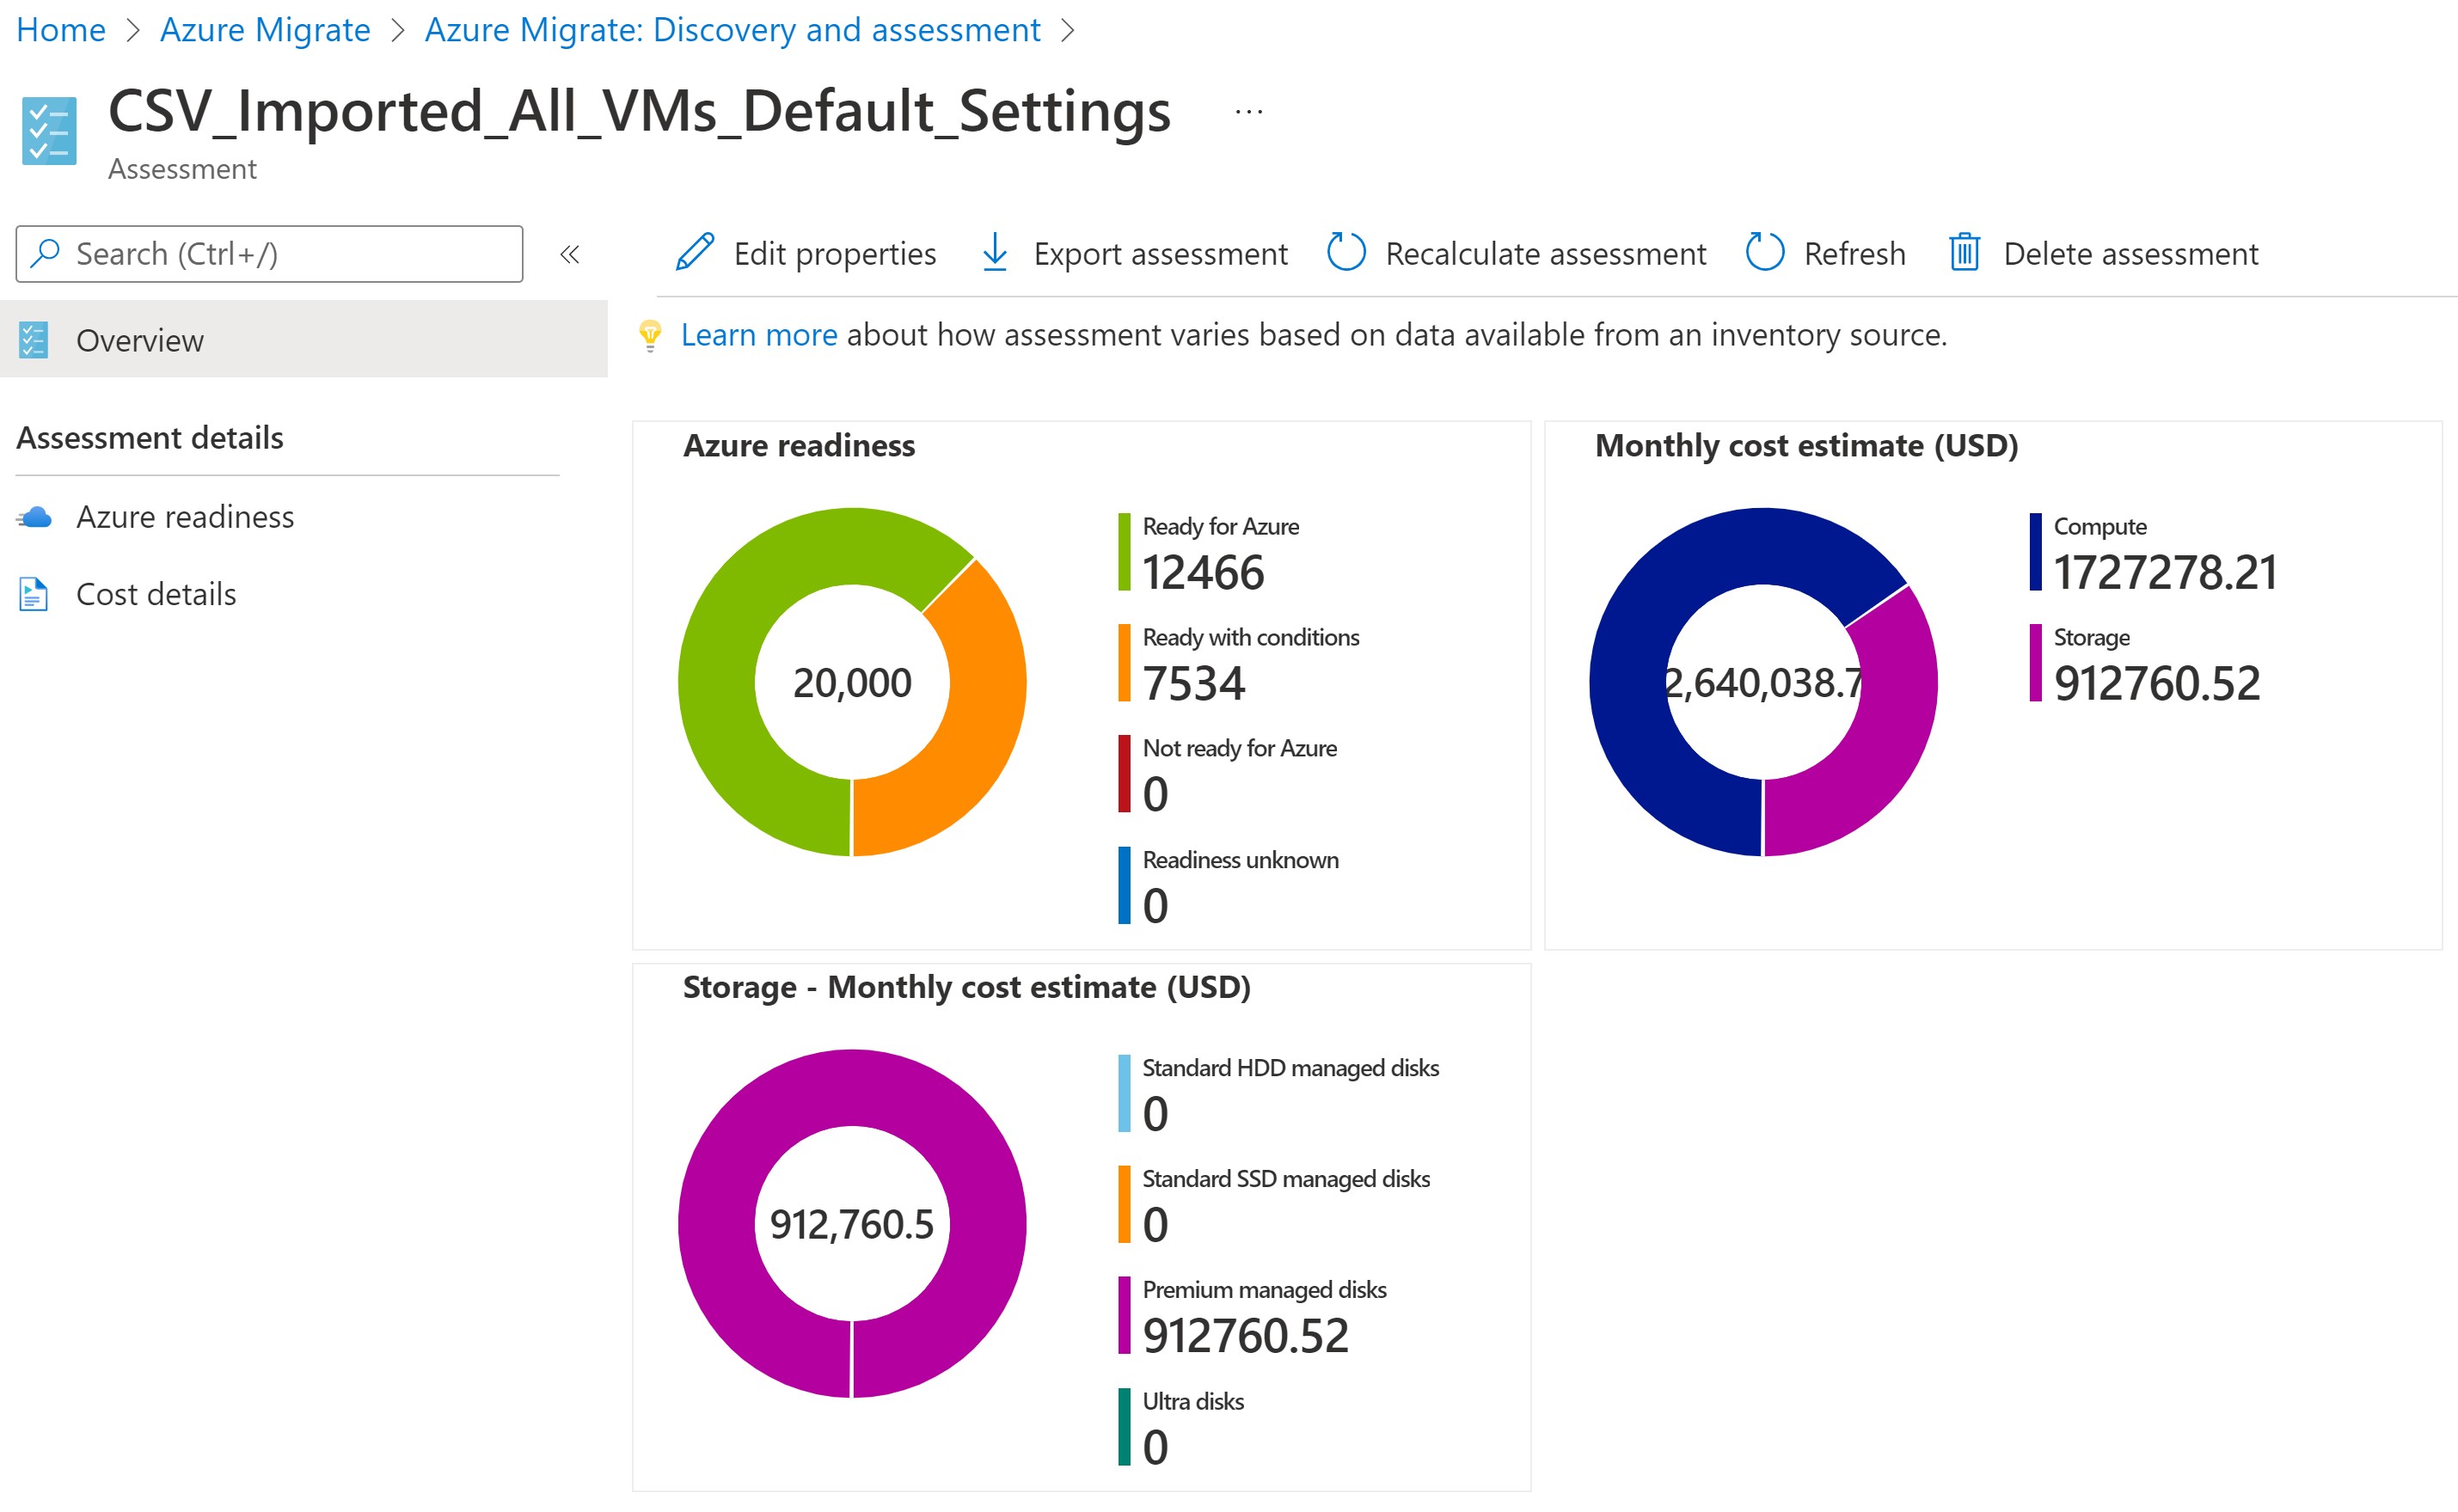 Home > Azure Migrate > Azure Migrate: Discovery and assessment >
CSV_Imported_All_VMs_Default_Settings ...
Assessment
Search (Ctrl+/) «
Edit properties Export assessment Recalculate assessment Refresh Delete assessment
Overview
Learn more about how assessment varies based on data available from an inventory source.
Assessment details
Azure readiness
Cost details
Azure readiness
20,000
Ready for Azure
12466
Ready with conditions
7534
Not ready for Azure
0
Readiness unknown
0
Monthly cost estimate (USD)
2,640,038.7
Compute
1727278.21
Storage
912760.52
Storage - Monthly cost estimate (USD)
912,760.5
Standard HDD managed disks
0
Standard SSD managed disks
0
Premium managed disks
912760.52
Ultra disks
0